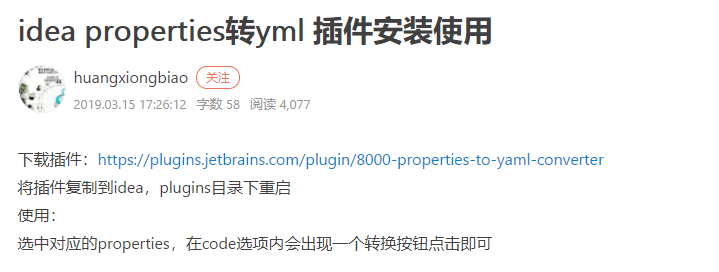 idea properties转yml 插件安装使用
huangxiongbiao 关注
2019.03.15 17:26:12 字数 58 阅读 4,077
下载插件：https://plugins.jetbrains.com/plugin/8000-properties-to-yaml-converter
将插件复制到idea，plugins目录下重启
使用：
选中对应的properties，在code选项内会出现一个转换按钮点击即可